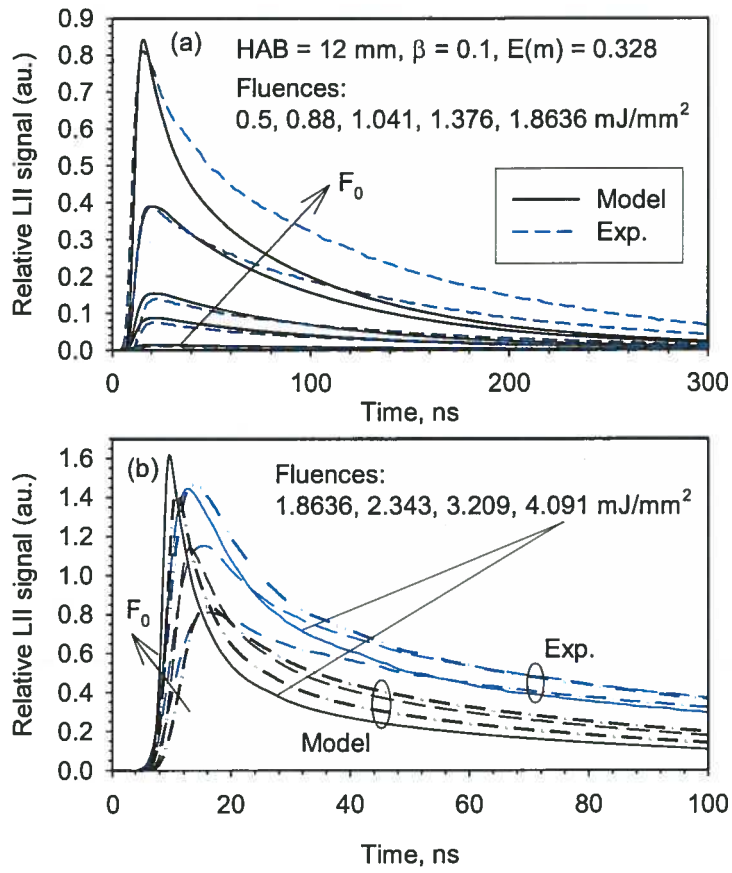 (a) HAB = 12 mm, β = 0.1, E(m) = 0.328
Fluences:
0.5, 0.88, 1.041, 1.376, 1.8636 mJ/mm²
F₀
Model
Exp.
Relative LII signal (au.)
0.9
0.8
0.7
0.6
0.5
0.4
0.3
0.2
0.1
0.0
0 100 200 300
Time, ns
(b)
Fluences:
1.8636, 2.343, 3.209, 4.091 mJ/mm²
F₀
Exp.
Model
Relative LII signal (au.)
1.6
1.4
1.2
1.0
0.8
0.6
0.4
0.2
0.0
0 20 40 60 80 100
Time, ns